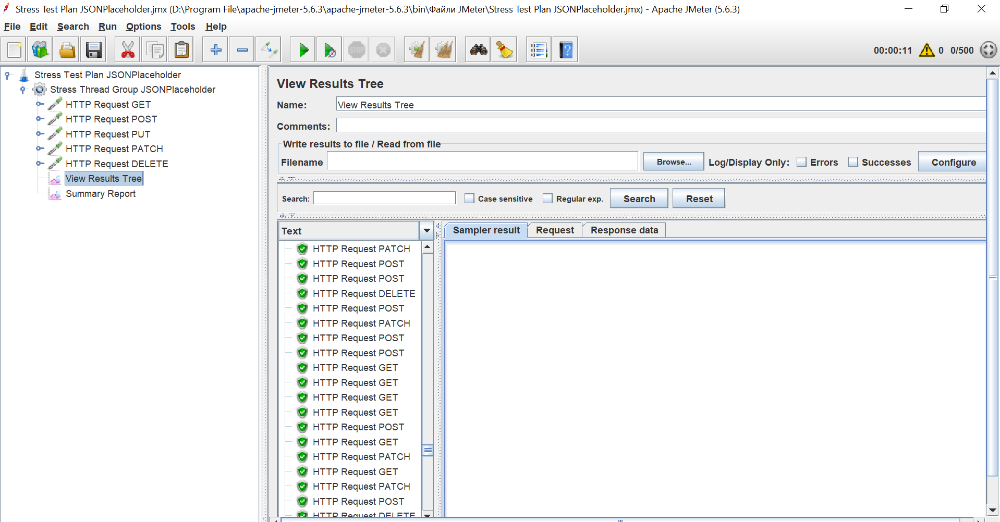 Stress Test Plan JSONPlaceholder.jmx (D:\Program File\apache-jmeter-5.6.3\apache-jmeter-5.6.3\bin\Файли JMeter\Stress Test Plan JSONPlaceholder.jmx) - Apache JMeter (5.6.3)
File Edit Search Run Options Tools Help
STOP
?
00:00:11 0 0/500
Stress Test Plan JSONPlaceholder
Stress Thread Group JSONPlaceholder
HTTP Request GET
HTTP Request POST
HTTP Request PUT
HTTP Request PATCH
HTTP Request DELETE
View Results Tree
Summary Report
View Results Tree
Name: View Results Tree
Comments:
Write results to file / Read from file
Filename Browse... Log/Display Only: Errors Successes Configure
Search: Case sensitive Regular exp. Search Reset
Text
Sampler result Request Response data
HTTP Request PATCH
HTTP Request POST
HTTP Request POST
HTTP Request DELETE
HTTP Request POST
HTTP Request PATCH
HTTP Request POST
HTTP Request POST
HTTP Request GET
HTTP Request GET
HTTP Request GET
HTTP Request GET
HTTP Request POST
HTTP Request GET
HTTP Request PATCH
HTTP Request GET
HTTP Request PATCH
HTTP Request POST
HTTP Request DELETE